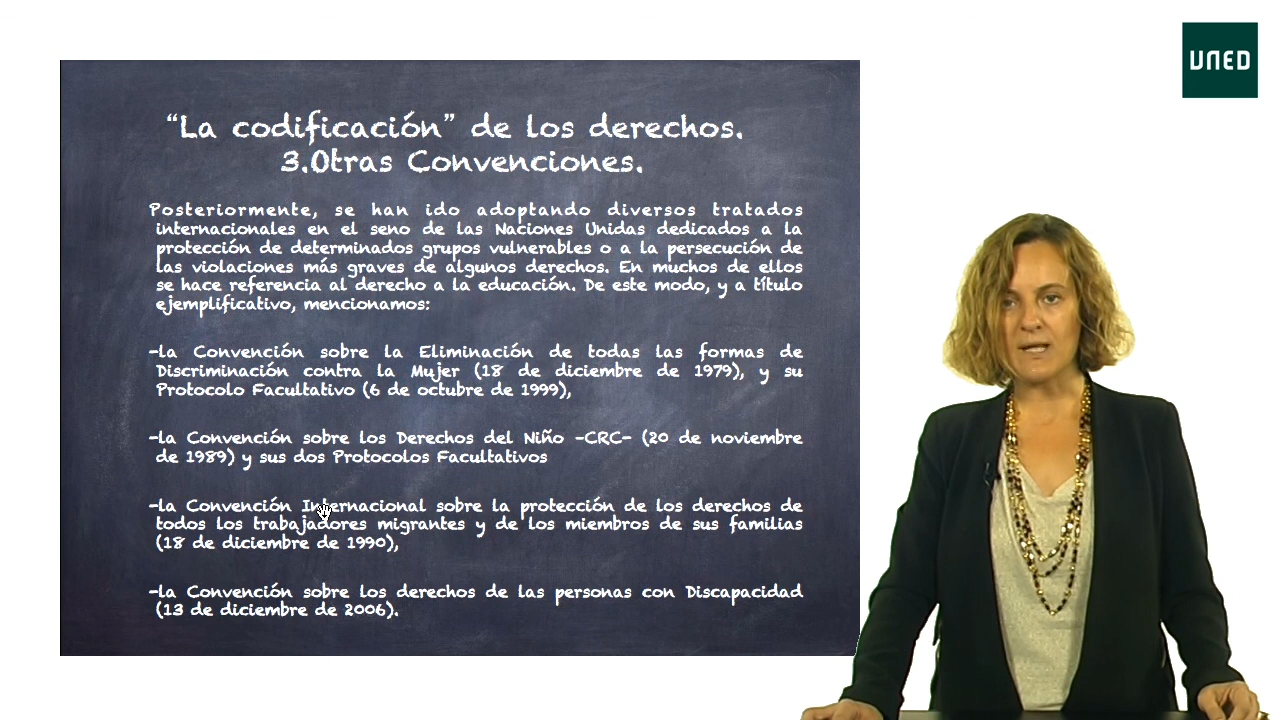 UNED
“La codificación” de los derechos.
3.Otras Convenciones.
Posteriormente, se han ido adoptando diversos tratados
internacionales en el seno de las Naciones Unidas dedicados a la
protección de determinados grupos vulnerables o a la persecución de
las violaciones más graves de algunos derechos. En muchos de ellos
se hace referencia al derecho a la educación. De este modo, y a título
ejemplificativo, mencionamos:
-la Convención sobre la Eliminación de todas las formas de
Discriminación contra la Mujer (18 de diciembre de 1979), y su
Protocolo Facultativo (6 de octubre de 1999),
-la Convención sobre los Derechos del Niño -CRC- (20 de noviembre
de 1989) y sus dos Protocolos Facultativos
-la Convención Internacional sobre la protección de los derechos de
todos los trabajadores migrantes y de los miembros de sus familias
(18 de diciembre de 1990),
-la Convención sobre los derechos de las personas con Discapacidad
(13 de diciembre de 2006).